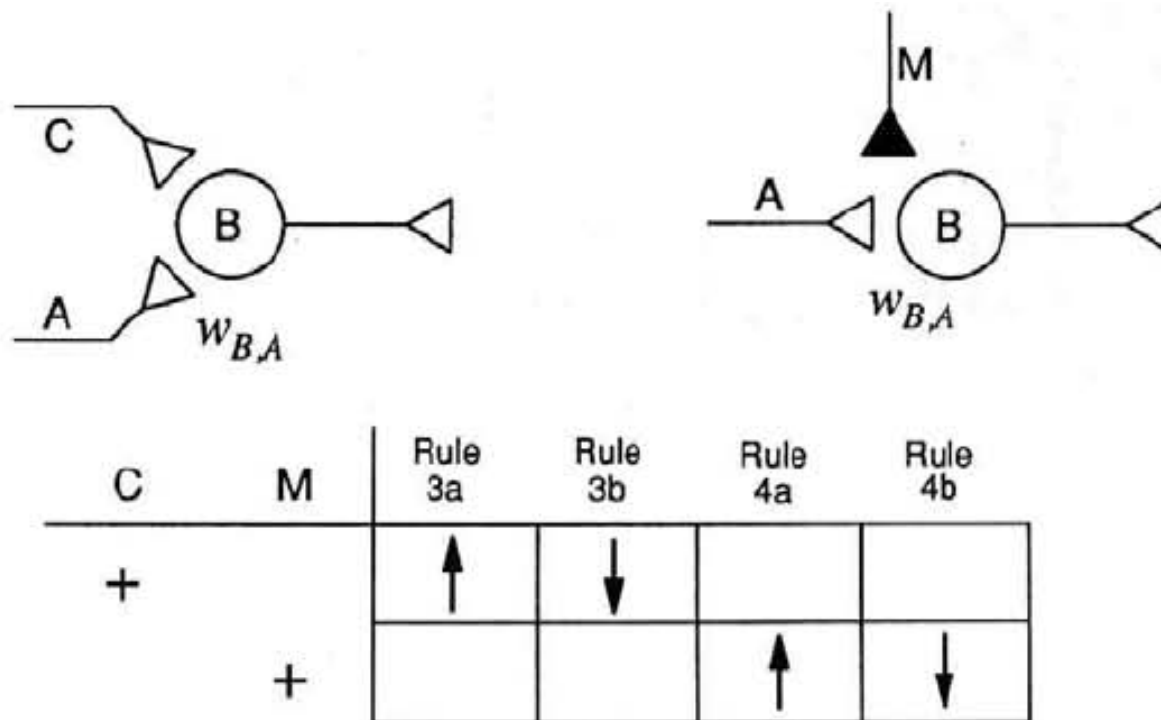 M
C
A
B
B
A
w_{B,A}
w_{B,A}
Rule 3a
Rule 3b
Rule 4a
Rule 4b
C M
+
+